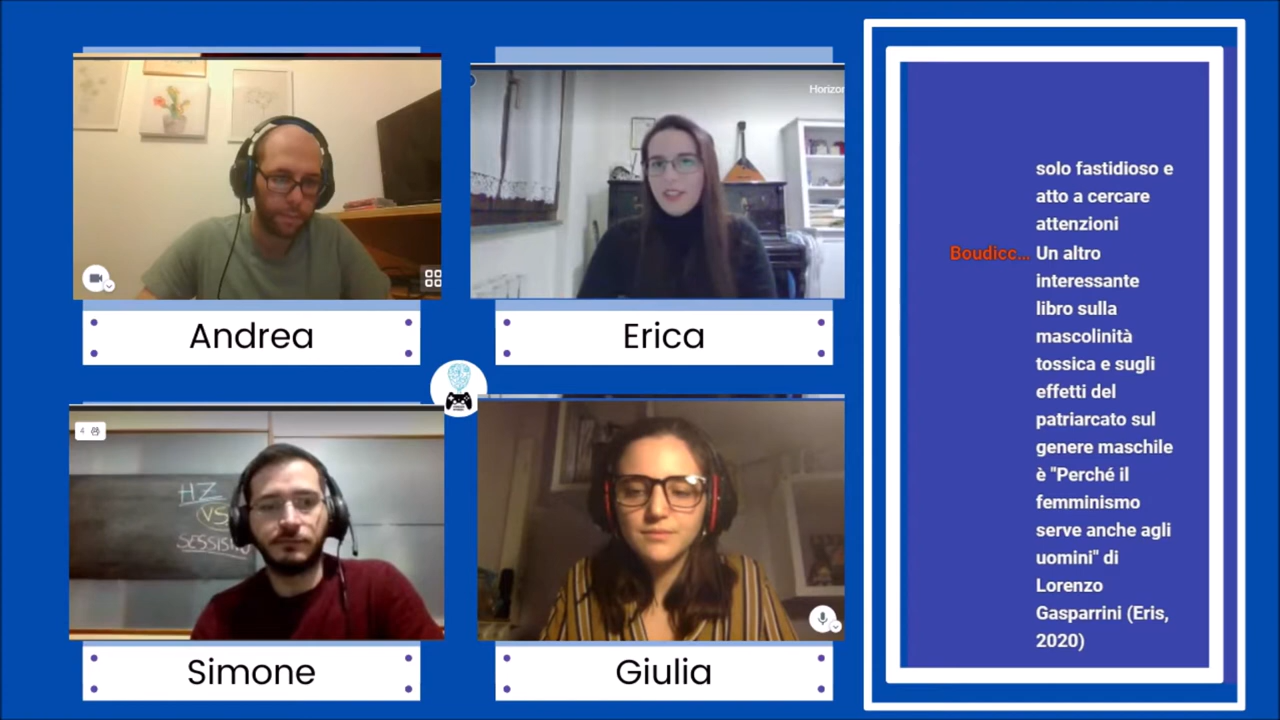 Horizon
Andrea
Erica
4
HZ
VS
SESSISMO
Simone
Giulia
solo fastidioso e
atto a cercare
attenzioni
Boudicc... Un altro
interessante
libro sulla
mascolinità
tossica e sugli
effetti del
patriarcato sul
genere maschile
è "Perché il
femminismo
serve anche agli
uomini" di
Lorenzo
Gasparrini (Eris,
2020)